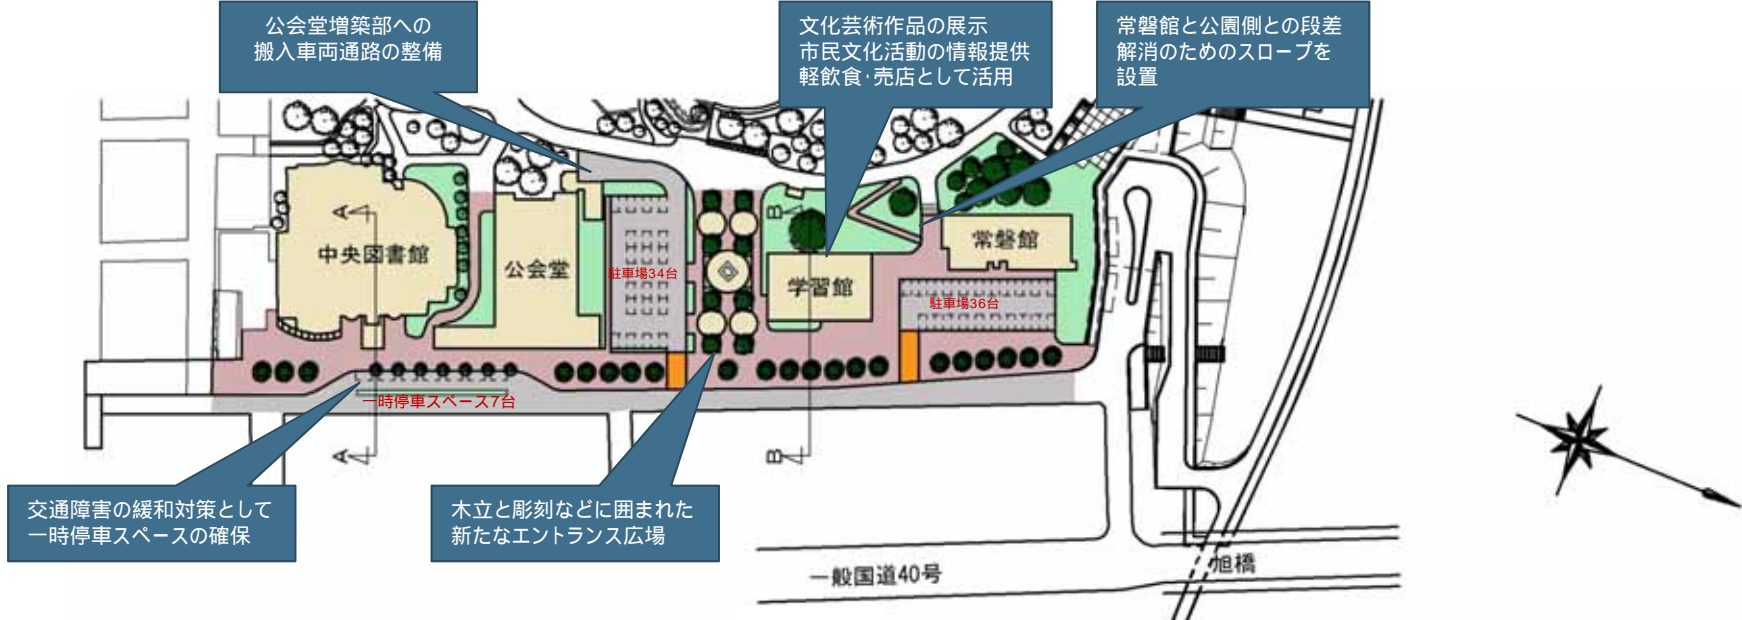 公会堂増築部への
搬入車両通路の整備
文化芸術作品の展示
市民文化活動の情報提供
軽飲食・売店として活用
常磐館と公園側との段差
解消のためのスロープを
設置
A
B
中央図書館
公会堂
駐車場34台
学習館
常磐館
駐車場36台
一時停車スペース7台
A
B
交通障害の緩和対策として
一時停車スペースの確保
木立と彫刻などに囲まれた
新たなエントランス広場
一般国道40号
旭橋